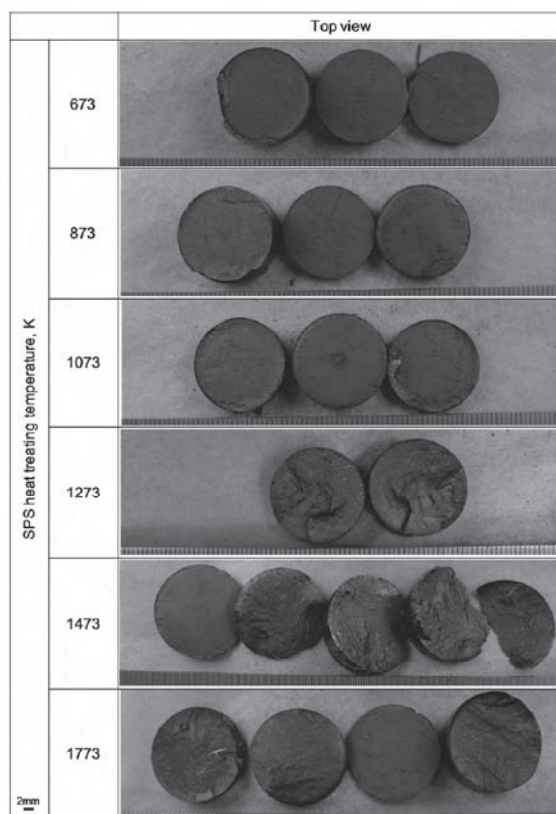 Top view
SPS heat treating temperature, K
673
873
1073
1273
1473
1773
2mm